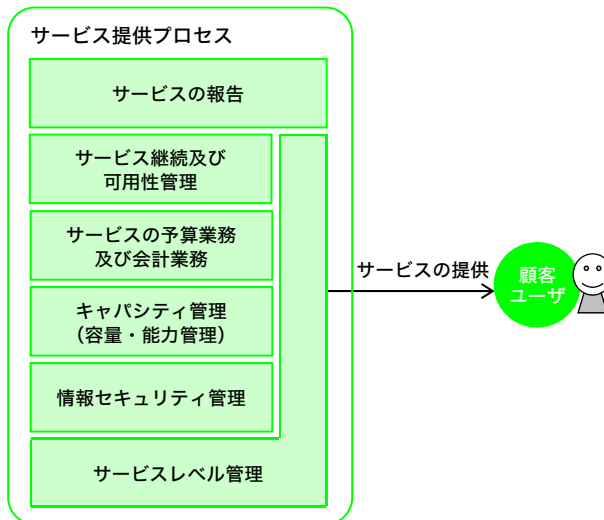 サービス提供プロセス
サービスの報告
サービス継続及び
可用性管理
サービスの予算業務
及び会計業務
キャパシティ管理
（容量・能力管理）
情報セキュリティ管理
サービスレベル管理
サービスの提供
顧客
ユーザ